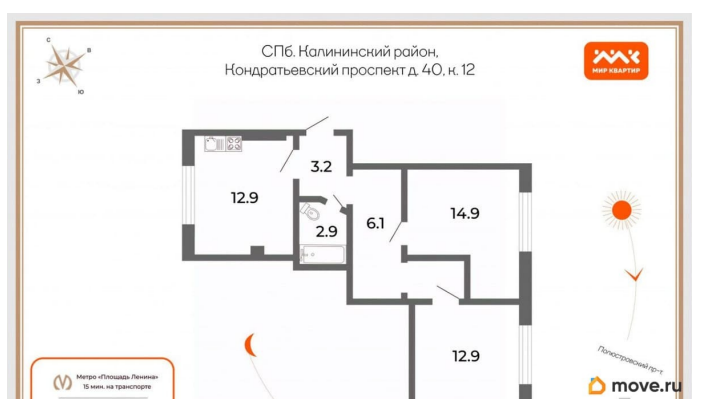 С
В
З
Ю
СПб. Калининский район,
Кондратьевский проспект д. 40, к. 12
МИР КВАРТИР
3.2
12.9
2.9
6.1
14.9
12.9
Полюстровский пр-т
Метро «Площадь Ленина»
15 мин. на транспорте
move.ru